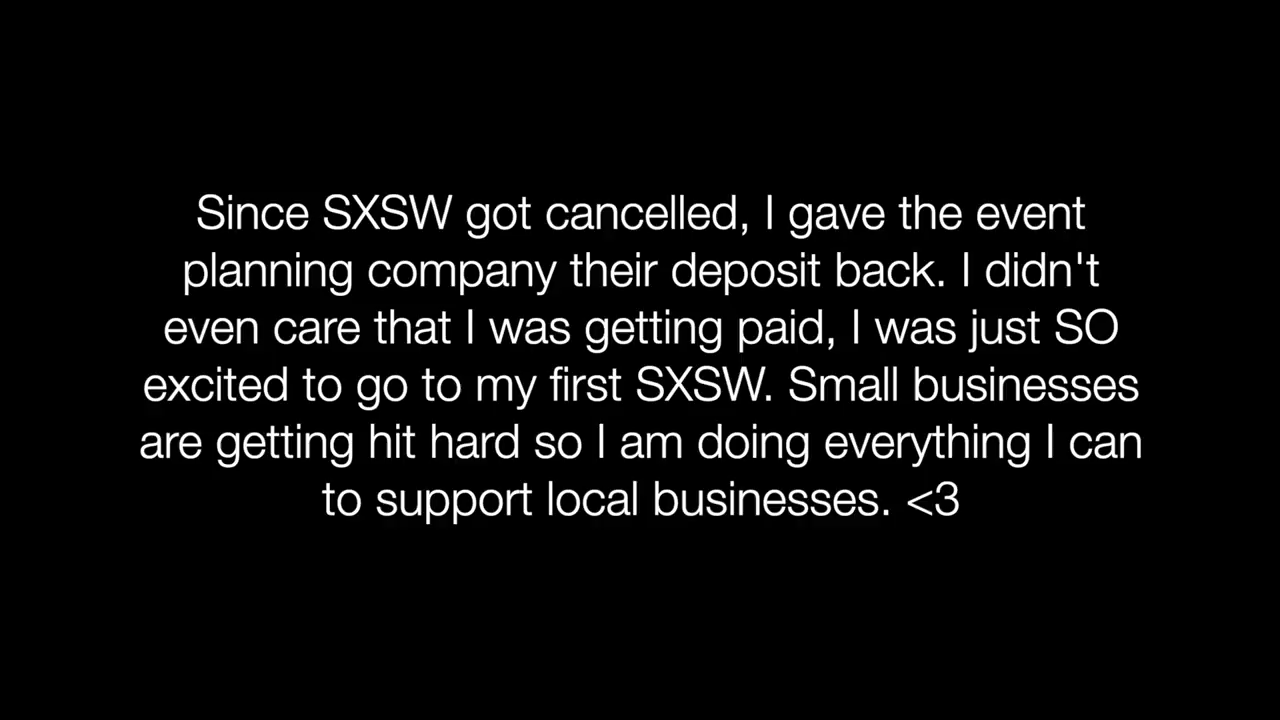 Since SXSW got cancelled, I gave the event
planning company their deposit back. I didn't
even care that I was getting paid, I was just SO
excited to go to my first SXSW. Small businesses
are getting hit hard so I am doing everything I can
to support local businesses. <3